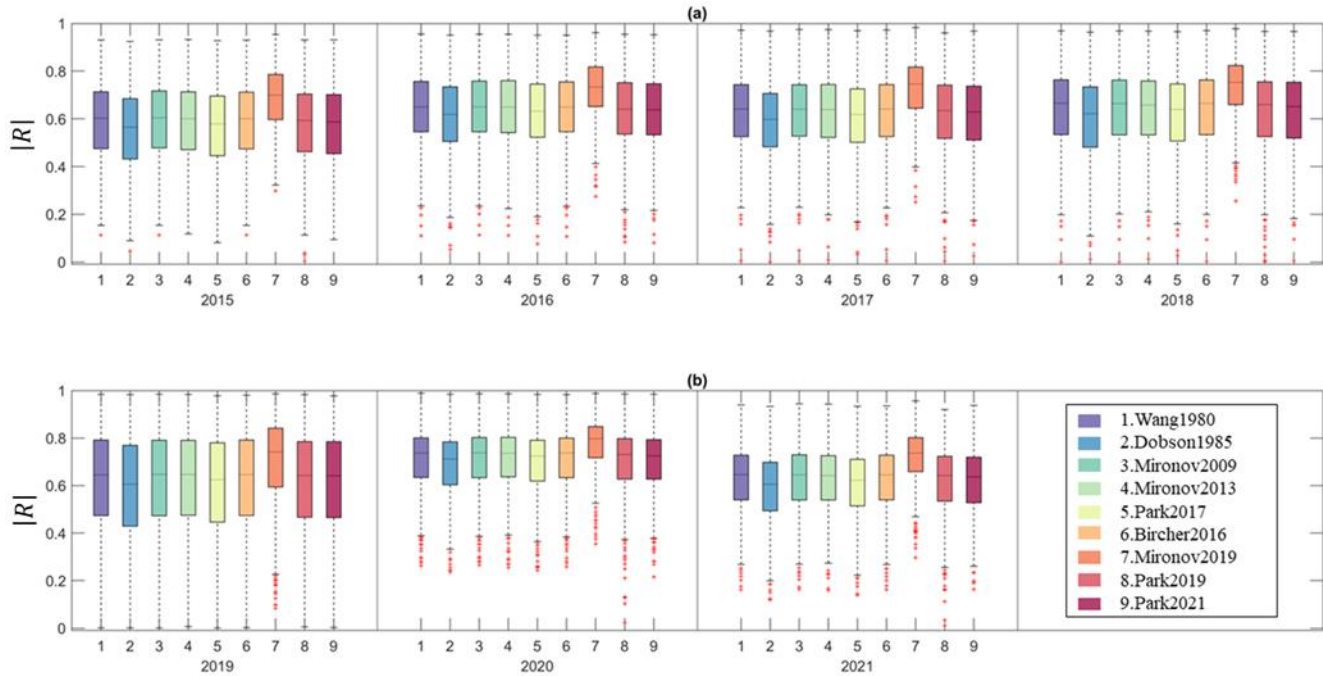 (a)
1
0.8
0.6
0.4
0.2
0
|R|
1 2 3 4 5 6 7 8 9 1 2 3 4 5 6 7 8 9 1 2 3 4 5 6 7 8 9 1 2 3 4 5 6 7 8 9
2015 2016 2017 2018
(b)
1
0.8
0.6
0.4
0.2
0
|R|
1.Wang1980
2.Dobson1985
3.Mironov2009
4.Mironov2013
5.Park2017
6.Bircher2016
7.Mironov2019
8.Park2019
9.Park2021
1 2 3 4 5 6 7 8 9 1 2 3 4 5 6 7 8 9 1 2 3 4 5 6 7 8 9
2019 2020 2021